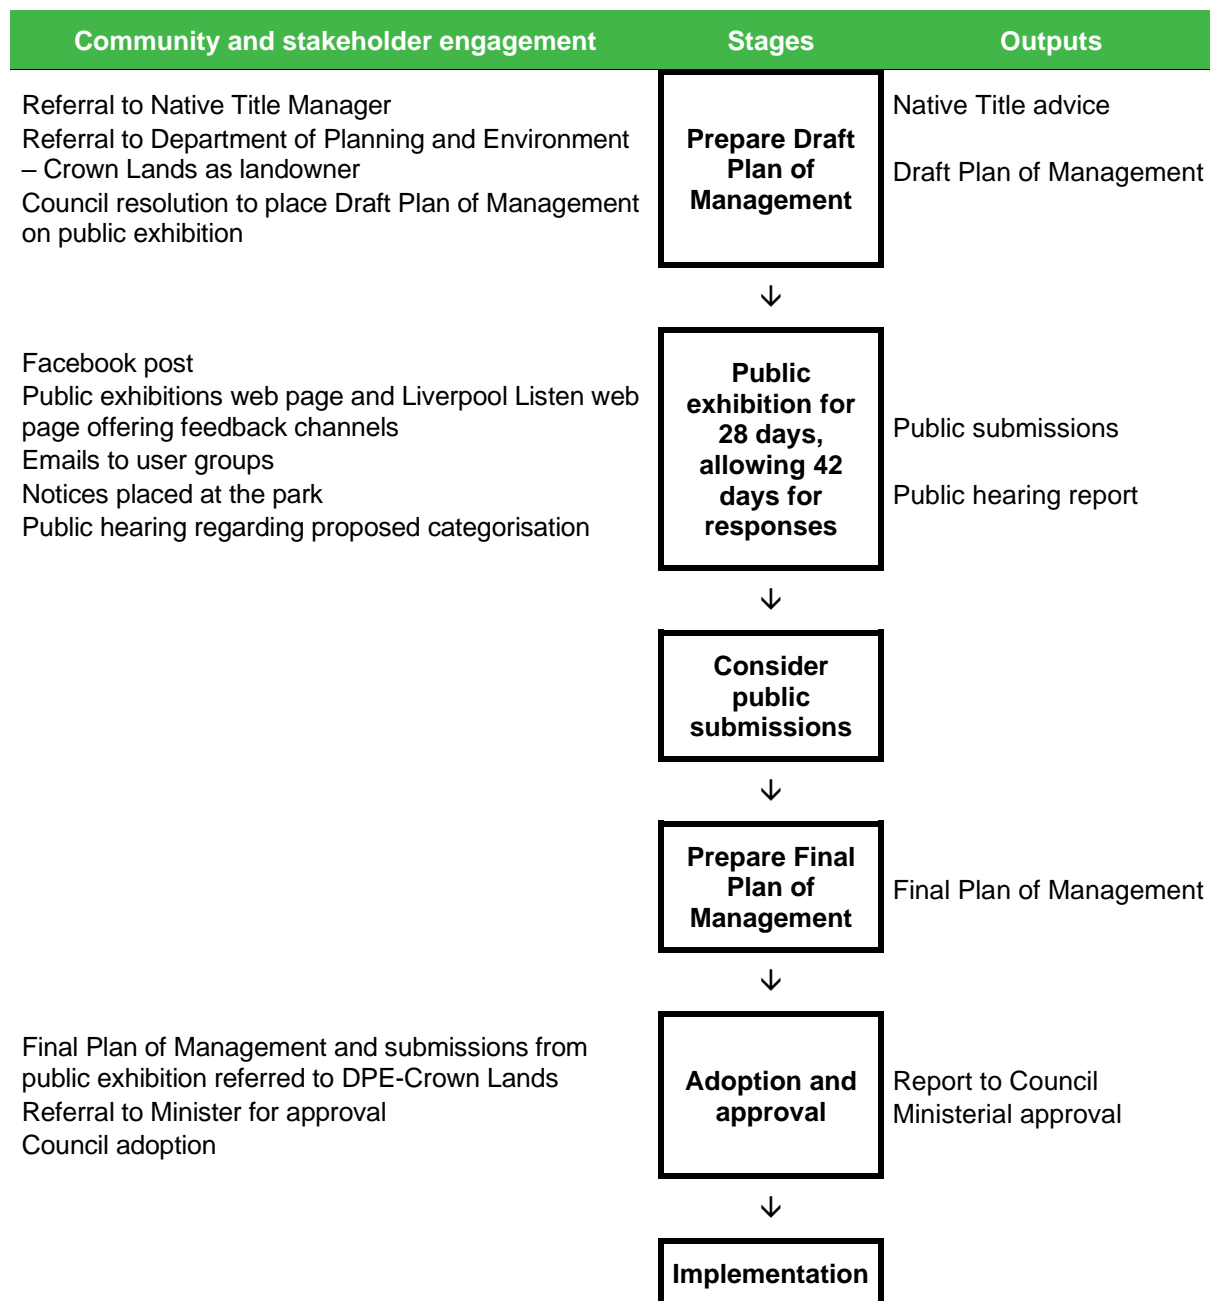 Community and stakeholder engagement
Stages
Outputs
Referral to Native Title Manager
Referral to Department of Planning and Environment
– Crown Lands as landowner
Council resolution to place Draft Plan of Management
on public exhibition
Prepare Draft
Plan of
Management
Native Title advice
Draft Plan of Management
↓
Facebook post
Public exhibitions web page and Liverpool Listen web
page offering feedback channels
Emails to user groups
Notices placed at the park
Public hearing regarding proposed categorisation
Public
exhibition for
28 days,
allowing 42
days for
responses
Public submissions
Public hearing report
↓
Consider
public
submissions
↓
Prepare Final
Plan of
Management
Final Plan of Management
↓
Final Plan of Management and submissions from
public exhibition referred to DPE-Crown Lands
Referral to Minister for approval
Council adoption
Adoption and
approval
Report to Council
Ministerial approval
↓
Implementation